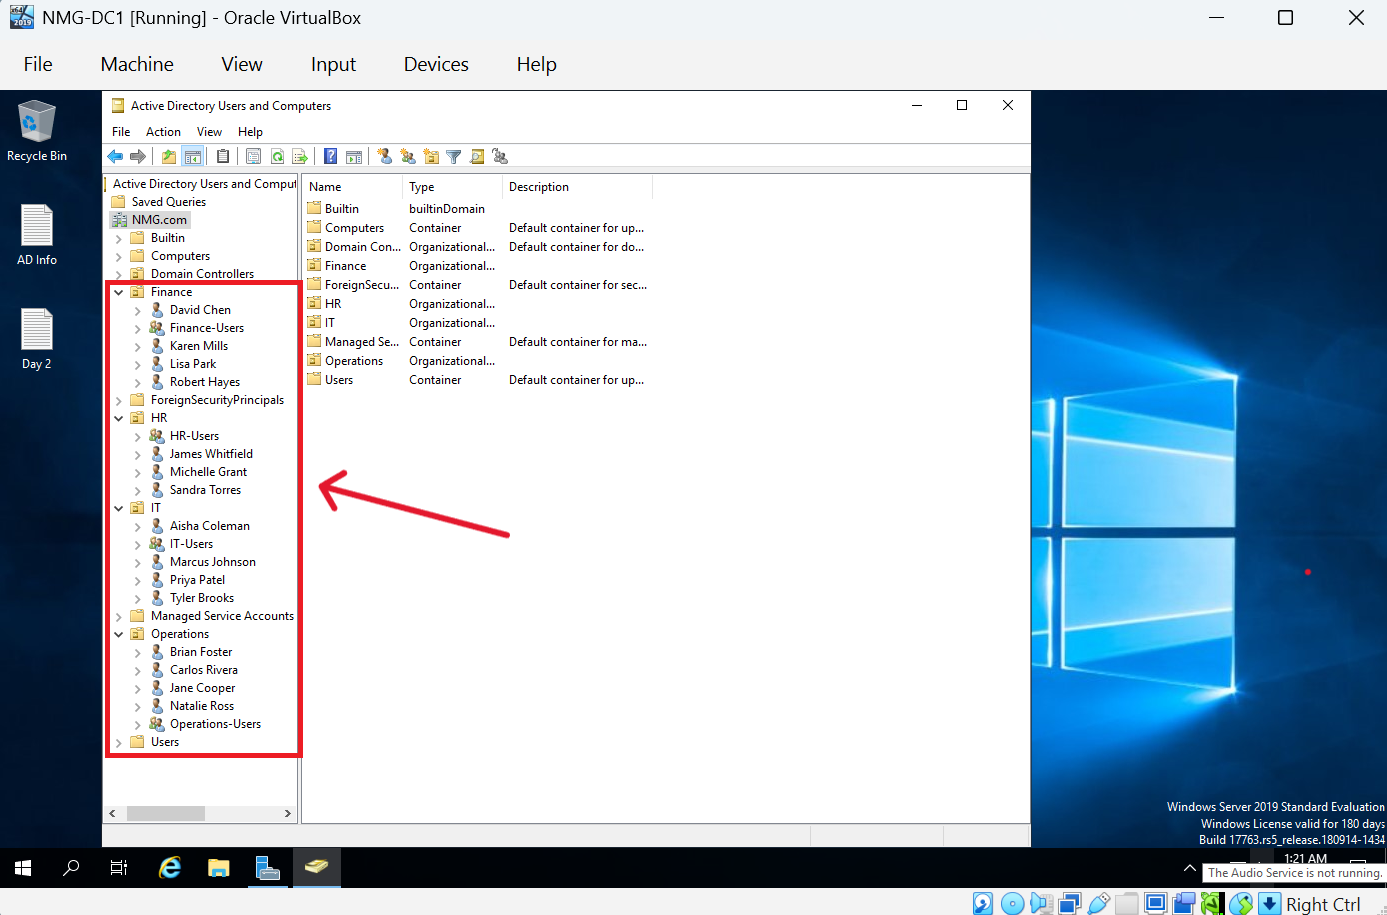 NMG-DC1 [Running] - Oracle VirtualBox
File Machine View Input Devices Help
Recycle Bin
AD Info
Day 2
Active Directory Users and Computers
File Action View Help
Active Directory Users and Comput
Saved Queries
NMG.com
Builtin
Computers
Domain Controllers
Finance
David Chen
Finance-Users
Karen Mills
Lisa Park
Robert Hayes
ForeignSecurityPrincipals
HR
HR-Users
James Whitfield
Michelle Grant
Sandra Torres
IT
Aisha Coleman
IT-Users
Marcus Johnson
Priya Patel
Tyler Brooks
Managed Service Accounts
Operations
Brian Foster
Carlos Rivera
Jane Cooper
Natalie Ross
Operations-Users
Users
Name Type Description
Builtin builtinDomain
Computers Container Default container for up...
Domain Con... Organizational... Default container for do...
Finance Organizational...
ForeignSecu... Container Default container for sec...
HR Organizational...
IT Organizational...
Managed Se... Container Default container for ma...
Operations Organizational...
Users Container Default container for up...
Windows Server 2019 Standard Evaluation
Windows License valid for 180 days
Build 17763.rs5_release.180914-1434
1:21 AM
The Audio Service is not running.
Right Ctrl